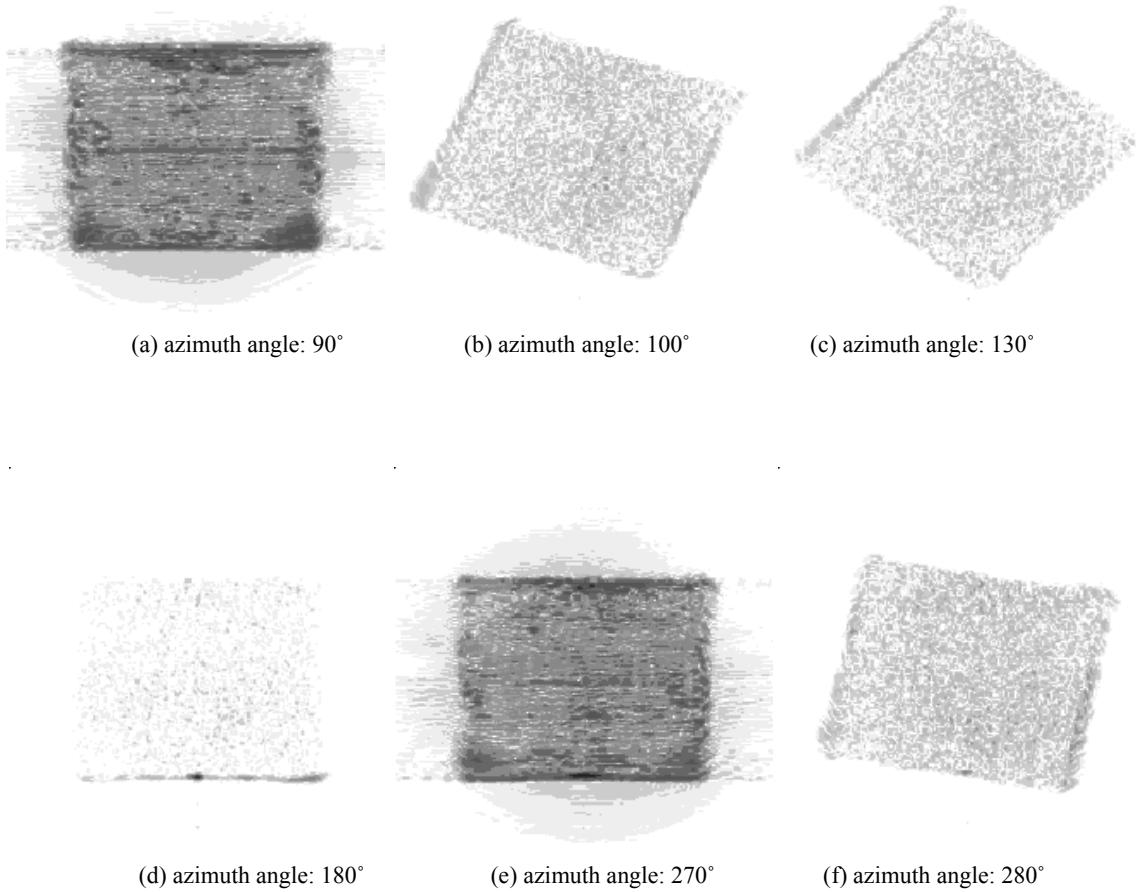 (a) azimuth angle: 90˚
(b) azimuth angle: 100˚
(c) azimuth angle: 130˚
(d) azimuth angle: 180˚
(e) azimuth angle: 270˚
(f) azimuth angle: 280˚